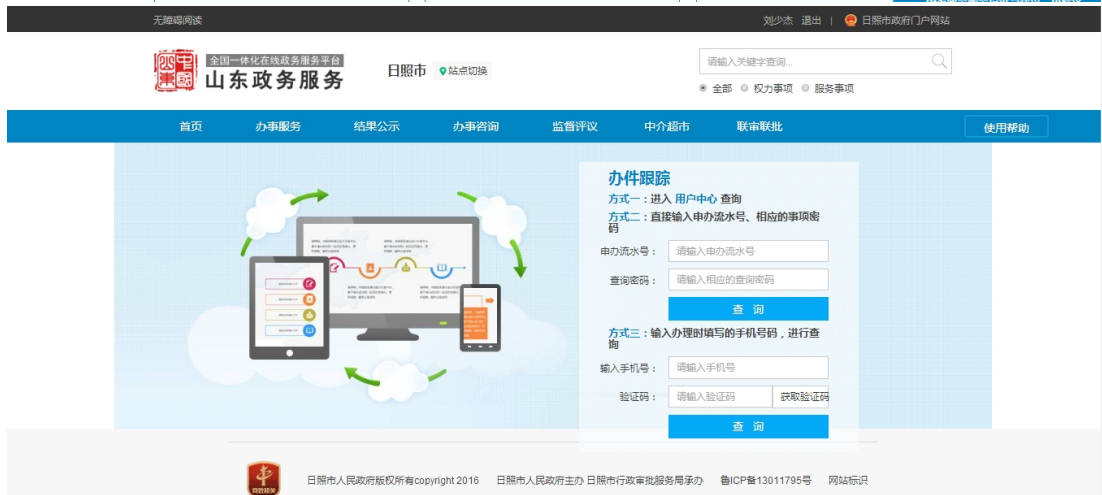 无障碍阅读
刘少杰 退出 | 日照市政府门户网站
全国一体化在线政务服务平台
山东政务服务
日照市 站点切换
请输入关键字查询...
全部 权力事项 服务事项
首页 办事服务 结果公示 办事咨询 监督评议 中介超市 联审联批 使用帮助
办件跟踪
方式一：进入 用户中心 查询
方式二：直接输入申办流水号、相应的事项密
码
申办流水号： 请输入申办流水号
查询密码： 请输入相应的查询密码
查 询
方式三：输入办理时填写的手机号码，进行查
询
输入手机号： 请输入手机号
验证码： 请输入验证码 获取验证码
查 询
党政机关
日照市人民政府版权所有copyright 2016 日照市人民政府主办 日照市行政审批服务局承办 鲁ICP备13011795号 网站标识